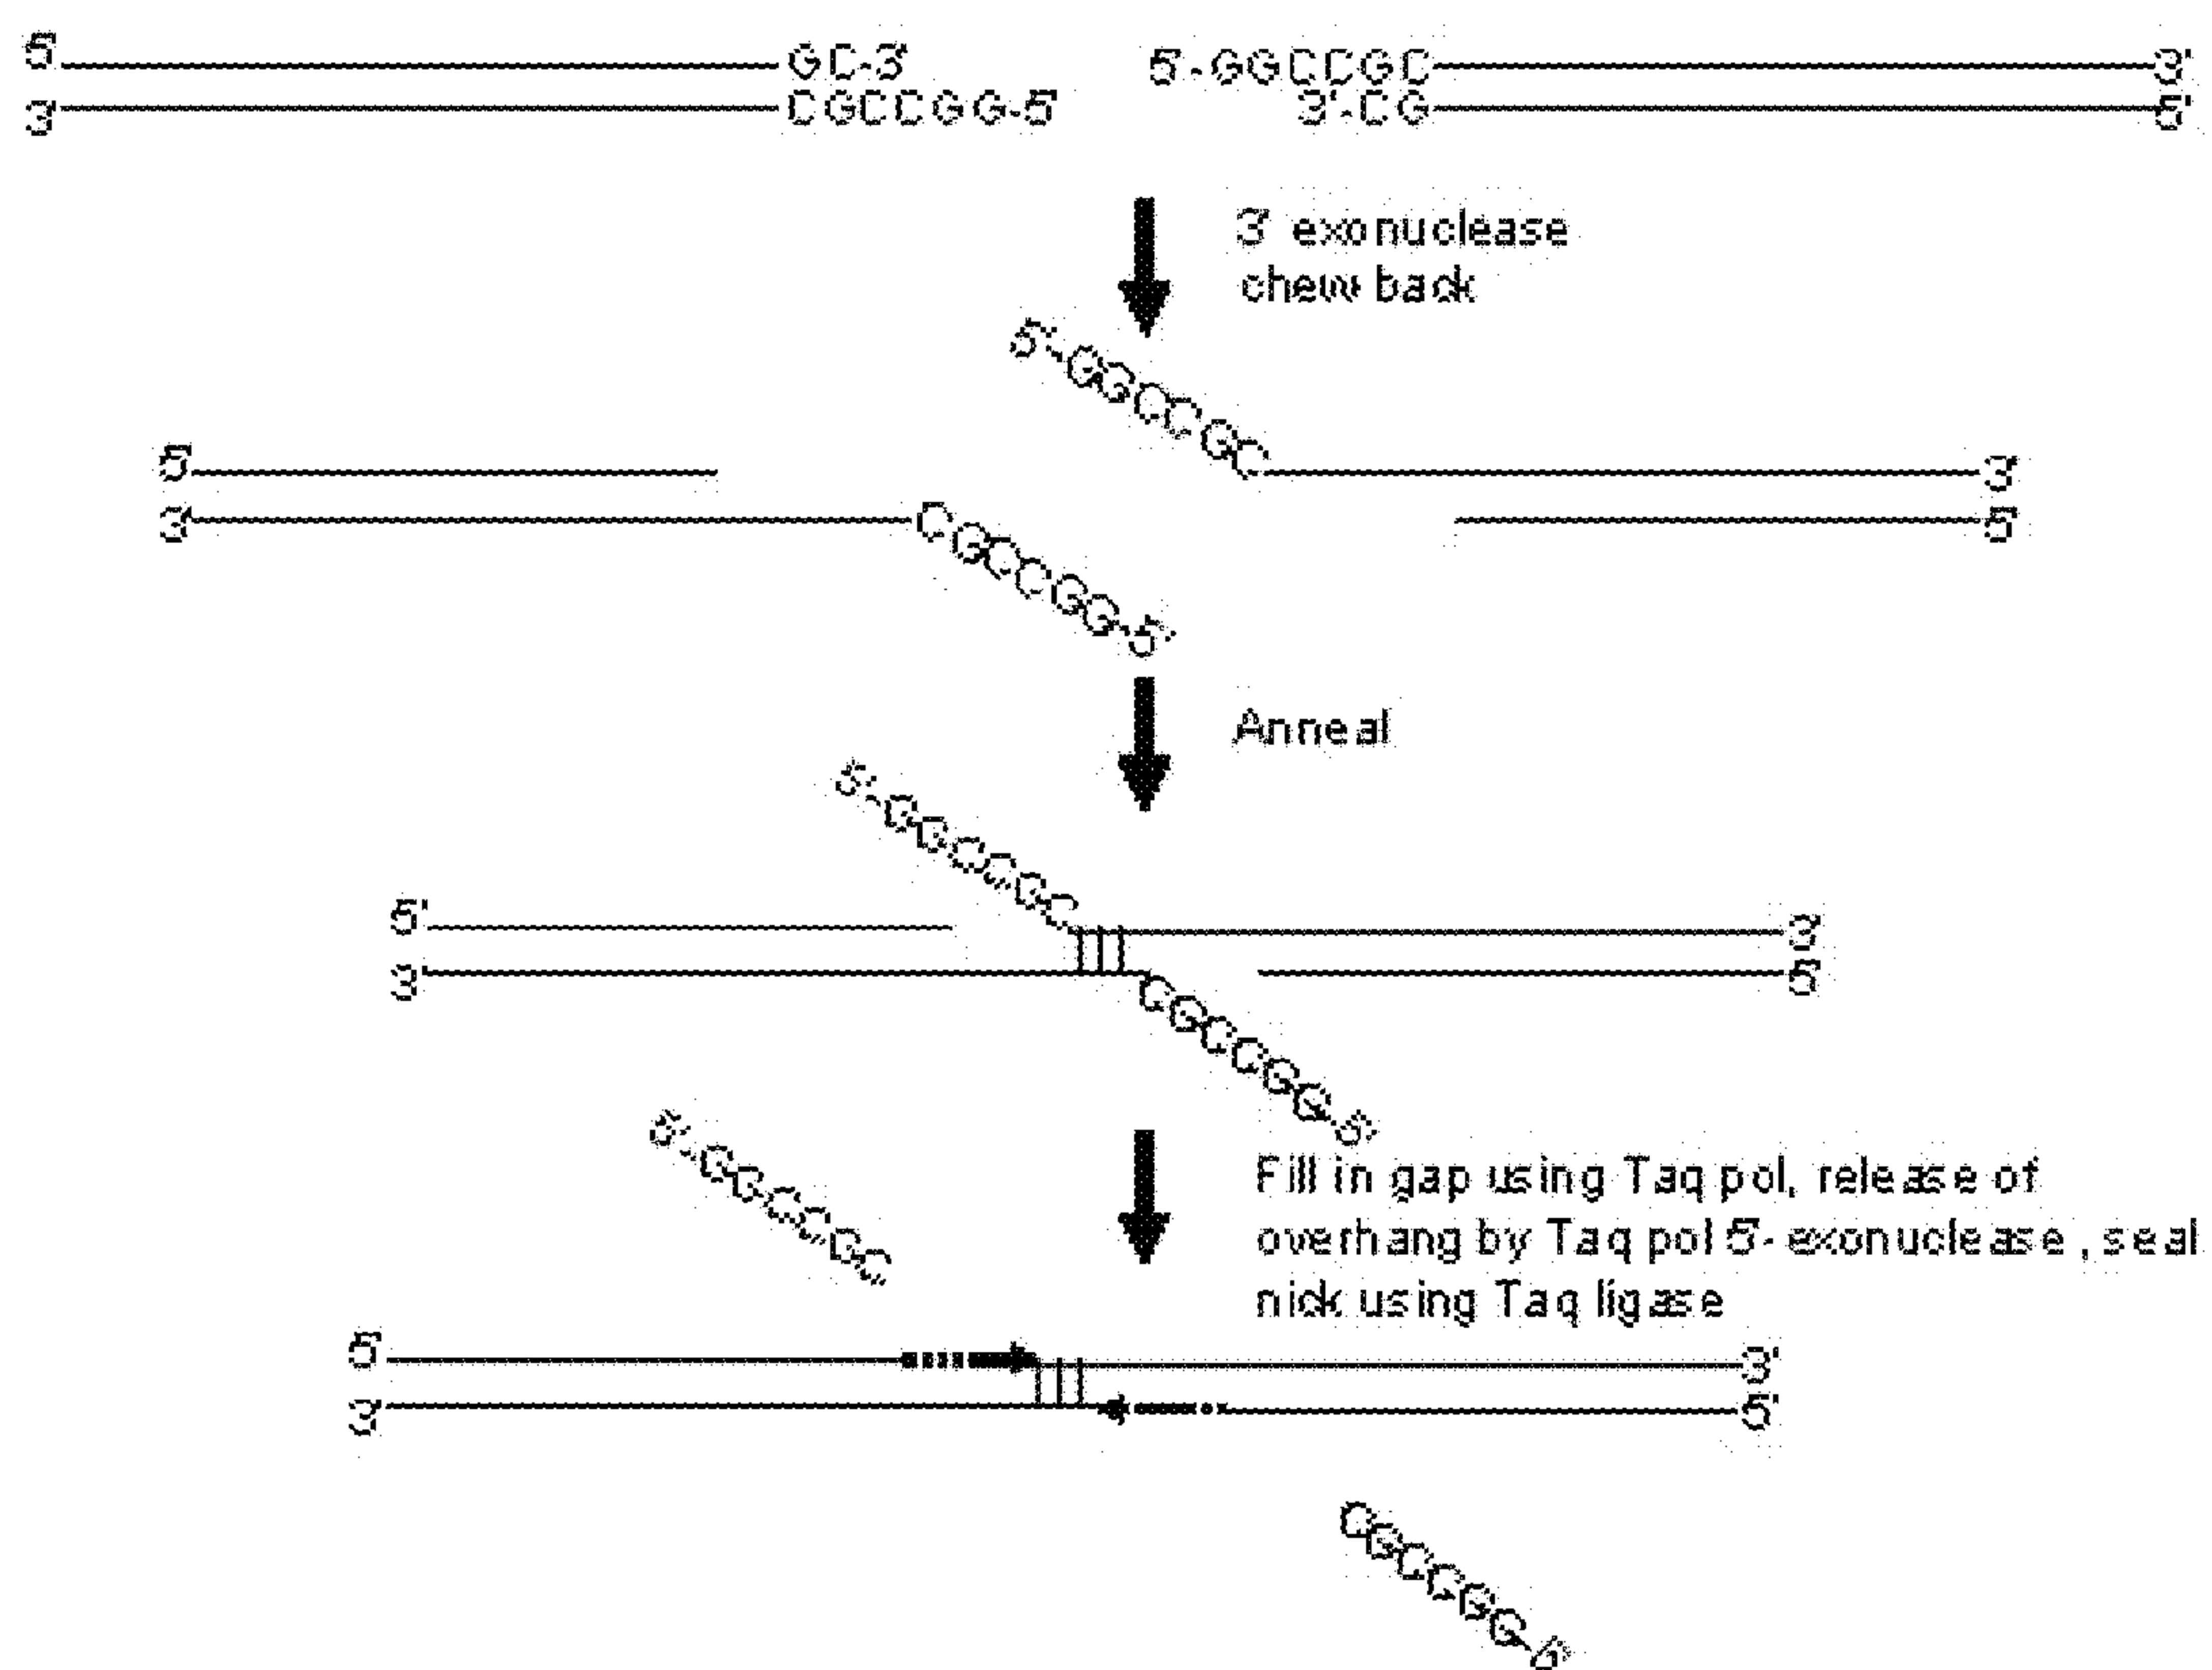 5' GC-3' 5'-GGCCGC 3'
3' CGCCGG-5' 3'-CG 5'
3' exonuclease
chew back
5'-GGCCGC
5' 3'
3' CGCCGG-5' 5'
Anneal
5'-GGCCGC
5' 3'
3' 5'
CGCCGG-5'
5'-GGCCGC
Fill in gap using Taq pol, release of
overhang by Taq pol 5'- exonuclease, seal
nick using Taq ligase
5' 3'
3' 5'
CGCCGG-5'